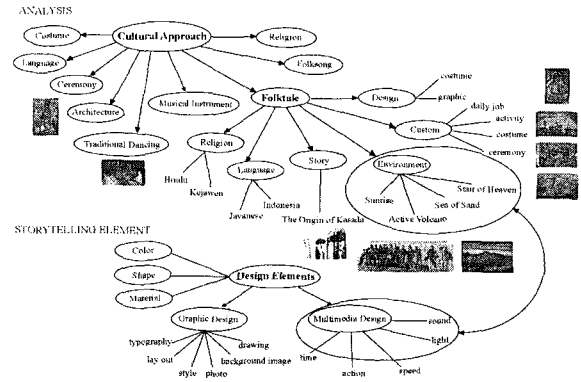 ANALYSIS
Costume
Cultural Approach
Religion
Language
Folksong
Ceremony
Architecture
Musical Instrument
Folktale
Design
costume
graphic
Traditional Dancing
Religion
Custom
daily job
activity
costume
ceremony
Hindu
Kejawen
Language
Javanese
Indonesia
Story
The Origin of Kasada
Environment
Sunrise
Active Volcano
Sea of Sand
Stair of Heaven
STORYTELLING ELEMENT
Color
Shape
Material
Design Elements
Graphic Design
typography
lay out
style
photo
background image
drawing
Multimedia Design
time
action
speed
light
sound